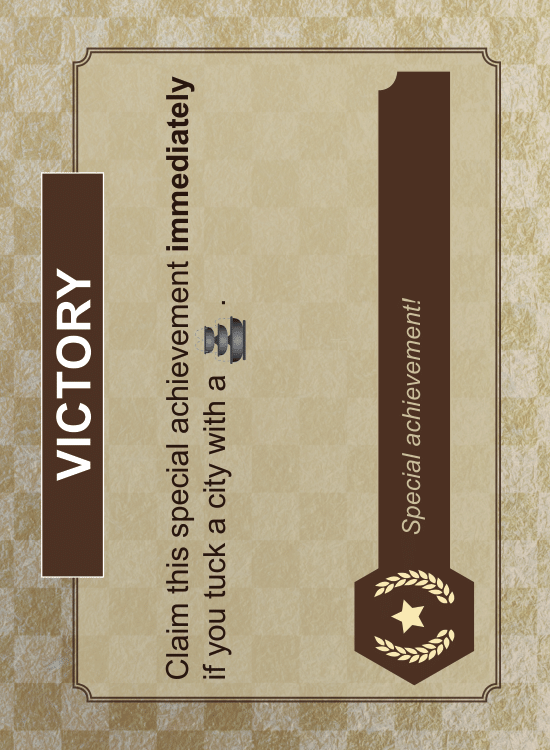 VICTORY
Claim this special achievement immediately
if you tuck a city with a .
Special achievement!